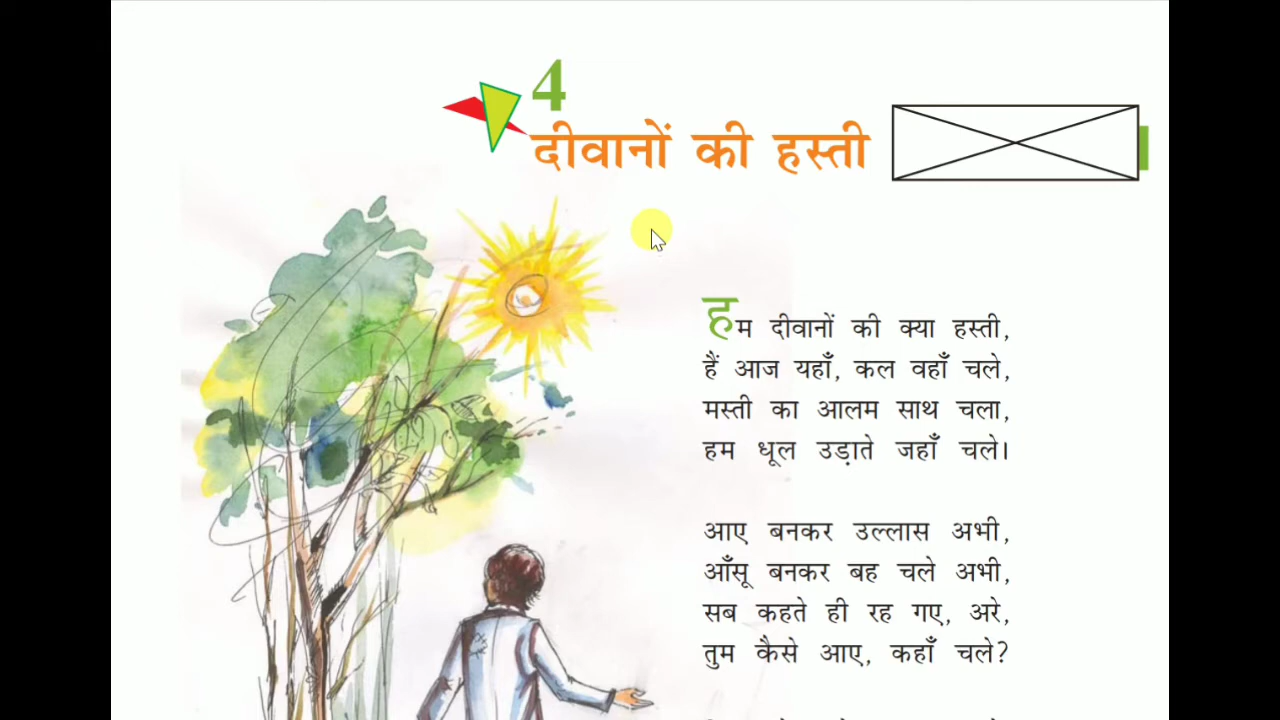 4
दीवानों की हस्ती
हम दीवानों की क्या हस्ती,
हैं आज यहाँ, कल वहाँ चले,
मस्ती का आलम साथ चला,
हम धूल उड़ाते जहाँ चले।
आए बनकर उल्लास अभी,
आँसू बनकर बह चले अभी,
सब कहते ही रह गए, अरे,
तुम कैसे आए, कहाँ चले?